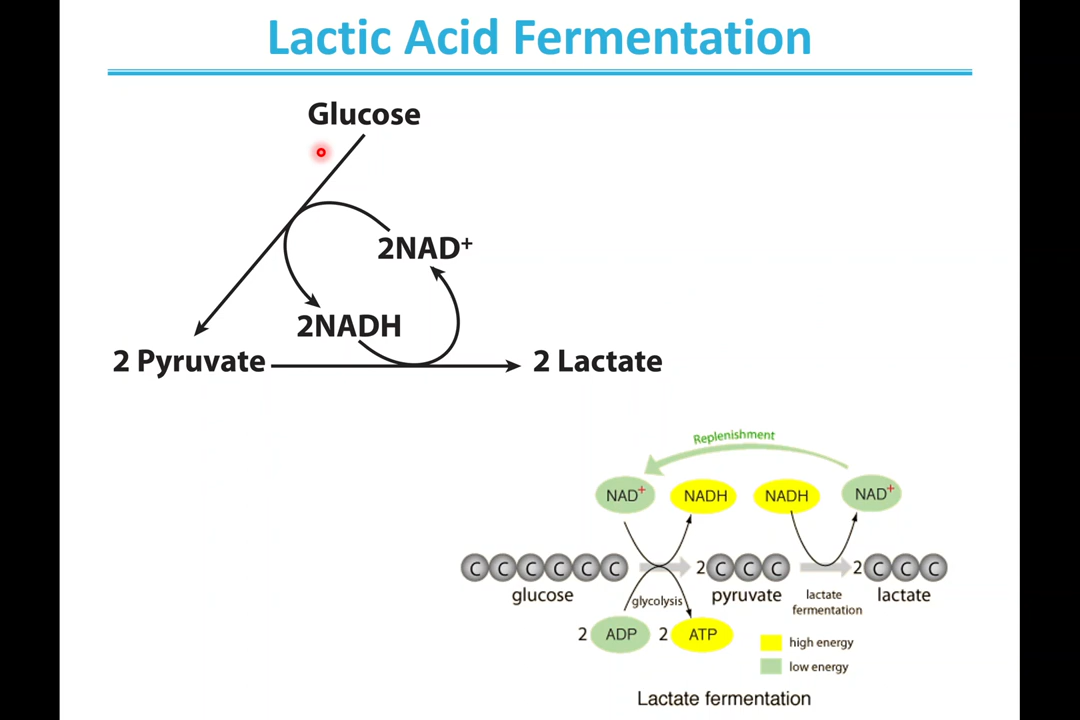 Lactic Acid Fermentation
Glucose
2NAD+
2NADH
2 Pyruvate
2 Lactate
Replenishment
NAD+ NADH NADH NAD+
C C C C C C 2 C C C 2 C C C
glucose glycolysis pyruvate lactate lactate
fermentation
2 ADP 2 ATP
high energy
low energy
Lactate fermentation